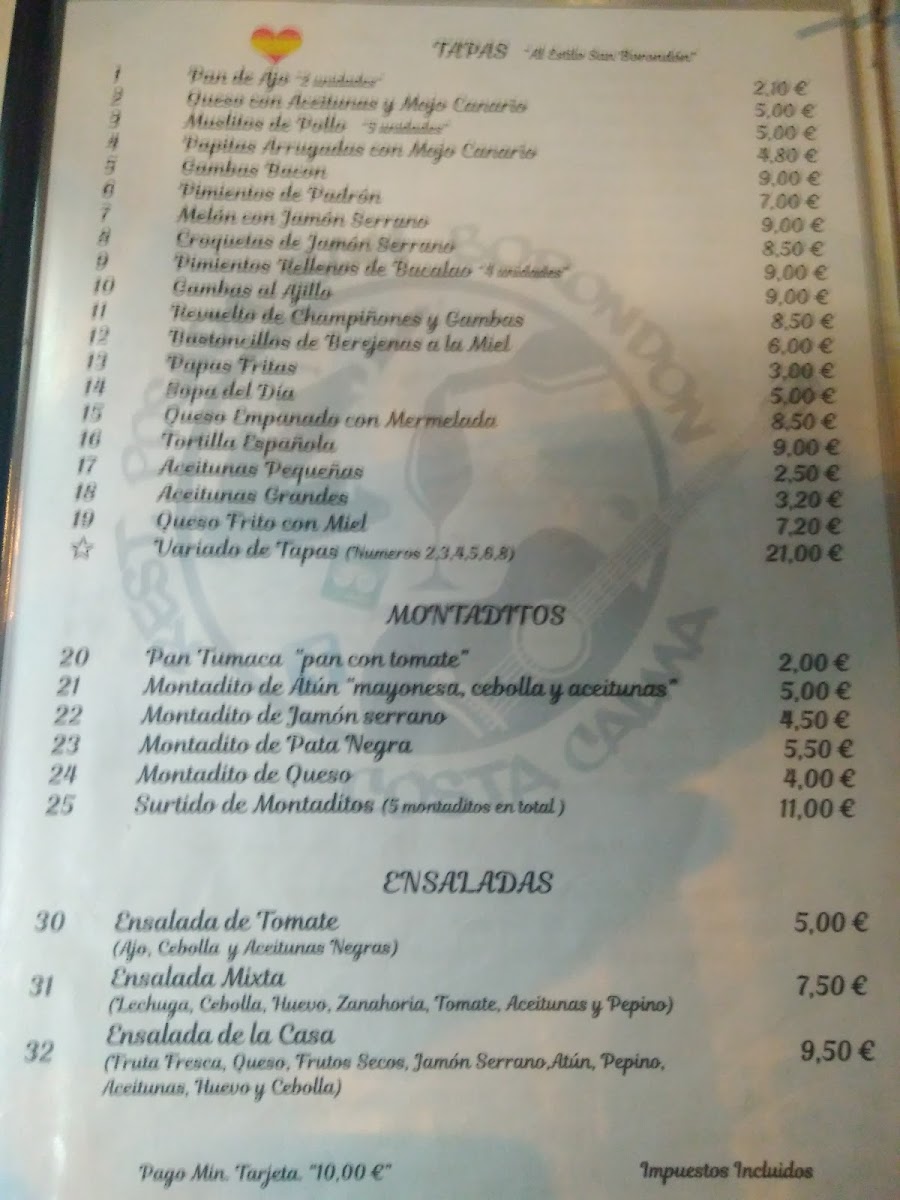 TAPAS "Al Estilo San Borondón"
1 Pan de Ajo "2 unidades" 2,10 €
2 Queso con Aceitunas y Mojo Canario 5,00 €
3 Muslitos de Pollo "5 unidades" 5,00 €
4 Papitas Arrugadas con Mojo Canario 4,80 €
5 Gambas Bacon 9,00 €
6 Pimientos de Padrón 7,00 €
7 Melón con Jamón Serrano 9,00 €
8 Croquetas de Jamón Serrano 8,50 €
9 Pimientos Rellenos de Bacalao "4 unidades" 9,00 €
10 Gambas al Ajillo 9,00 €
11 Revuelto de Champiñones y Gambas 8,50 €
12 Bastoncillos de Berejenas a la Miel 6,00 €
13 Papas Fritas 3,00 €
14 Sopa del Día 5,00 €
15 Queso Empanado con Mermelada 8,50 €
16 Tortilla Española 9,00 €
17 Aceitunas Pequeñas 2,50 €
18 Aceitunas Grandes 3,20 €
19 Queso Frito con Miel 7,20 €
☆ Variado de Tapas (Numeros 2,3,4,5,6,8) 21,00 €
MONTADITOS
20 Pan Tumaca "pan con tomate" 2,00 €
21 Montadito de Atún "mayonesa, cebolla y aceitunas" 5,00 €
22 Montadito de Jamón serrano 4,50 €
23 Montadito de Pata Negra 5,50 €
24 Montadito de Queso 4,00 €
25 Surtido de Montaditos (5 montaditos en total ) 11,00 €
COSTA CALMA
ENSALADAS
30 Ensalada de Tomate 5,00 €
(Ajo, Cebolla y Aceitunas Negras)
31 Ensalada Mixta 7,50 €
(Lechuga, Cebolla, Huevo, Zanahoria, Tomate, Aceitunas y Pepino)
32 Ensalada de la Casa 9,50 €
(Fruta Fresca, Queso, Frutos Secos, Jamón Serrano,Atún, Pepino,
Aceitunas, Huevo y Cebolla)
Pago Min. Tarjeta. "10,00 €" Impuestos Incluidos